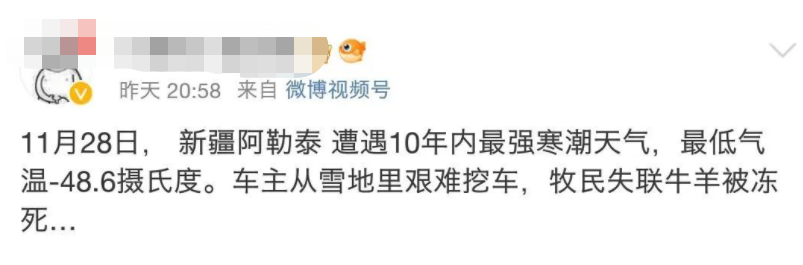 昨天 20:58 来自 微博视频号
11月28日， 新疆阿勒泰 遭遇10年内最强寒潮天气，最低气
温-48.6摄氏度。车主从雪地里艰难挖车，牧民失联牛羊被冻
死...